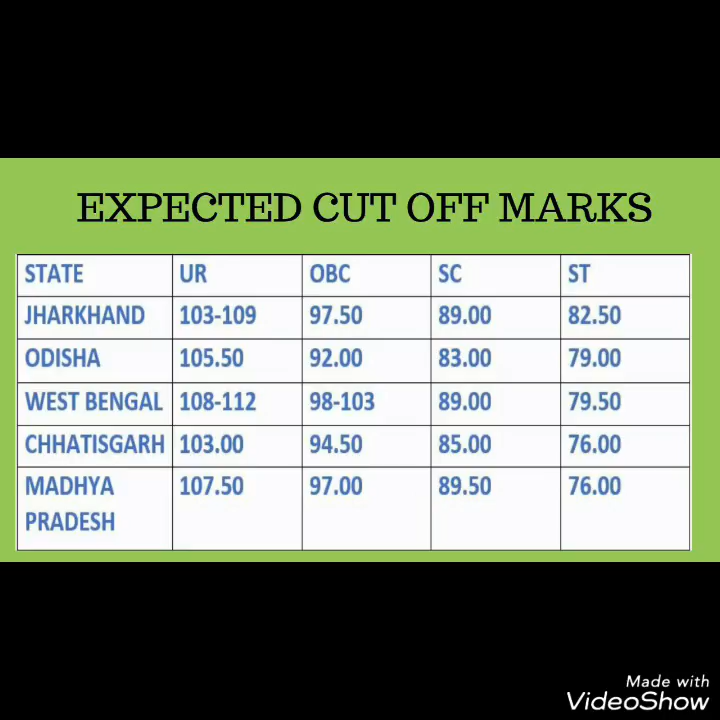 EXPECTED CUT OFF MARKS
STATE UR OBC SC ST
JHARKHAND 103-109 97.50 89.00 82.50
ODISHA 105.50 92.00 83.00 79.00
WEST BENGAL 108-112 98-103 89.00 79.50
CHHATISGARH 103.00 94.50 85.00 76.00
MADHYA 107.50 97.00 89.50 76.00
PRADESH
Made with
VideoShow